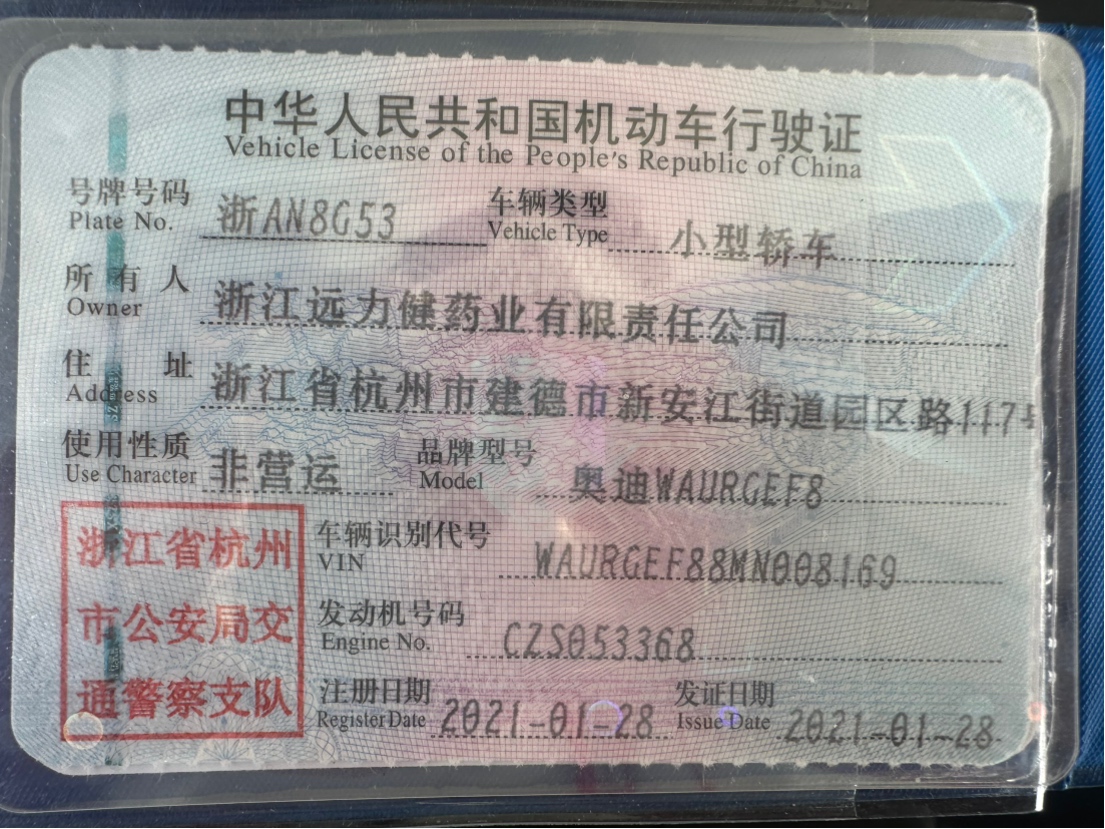 中华人民共和国机动车行驶证
Vehicle License of the People's Republic of China
号牌号码 浙AN8G53 车辆类型 小型轿车
Plate No. Vehicle Type
所有人 浙江远力健药业有限责任公司
Owner
住址 浙江省杭州市建德市新安江街道园区路117号
Address
使用性质 非营运 品牌型号 奥迪WAURGEF8
Use Character Model
浙江省杭州
市公安局交
通警察支队
车辆识别代号 WAURGEF88MN008169
VIN
发动机号码 CZS053368
Engine No.
注册日期 2021-01-28 发证日期 2021-01-28
Register Date Issue Date